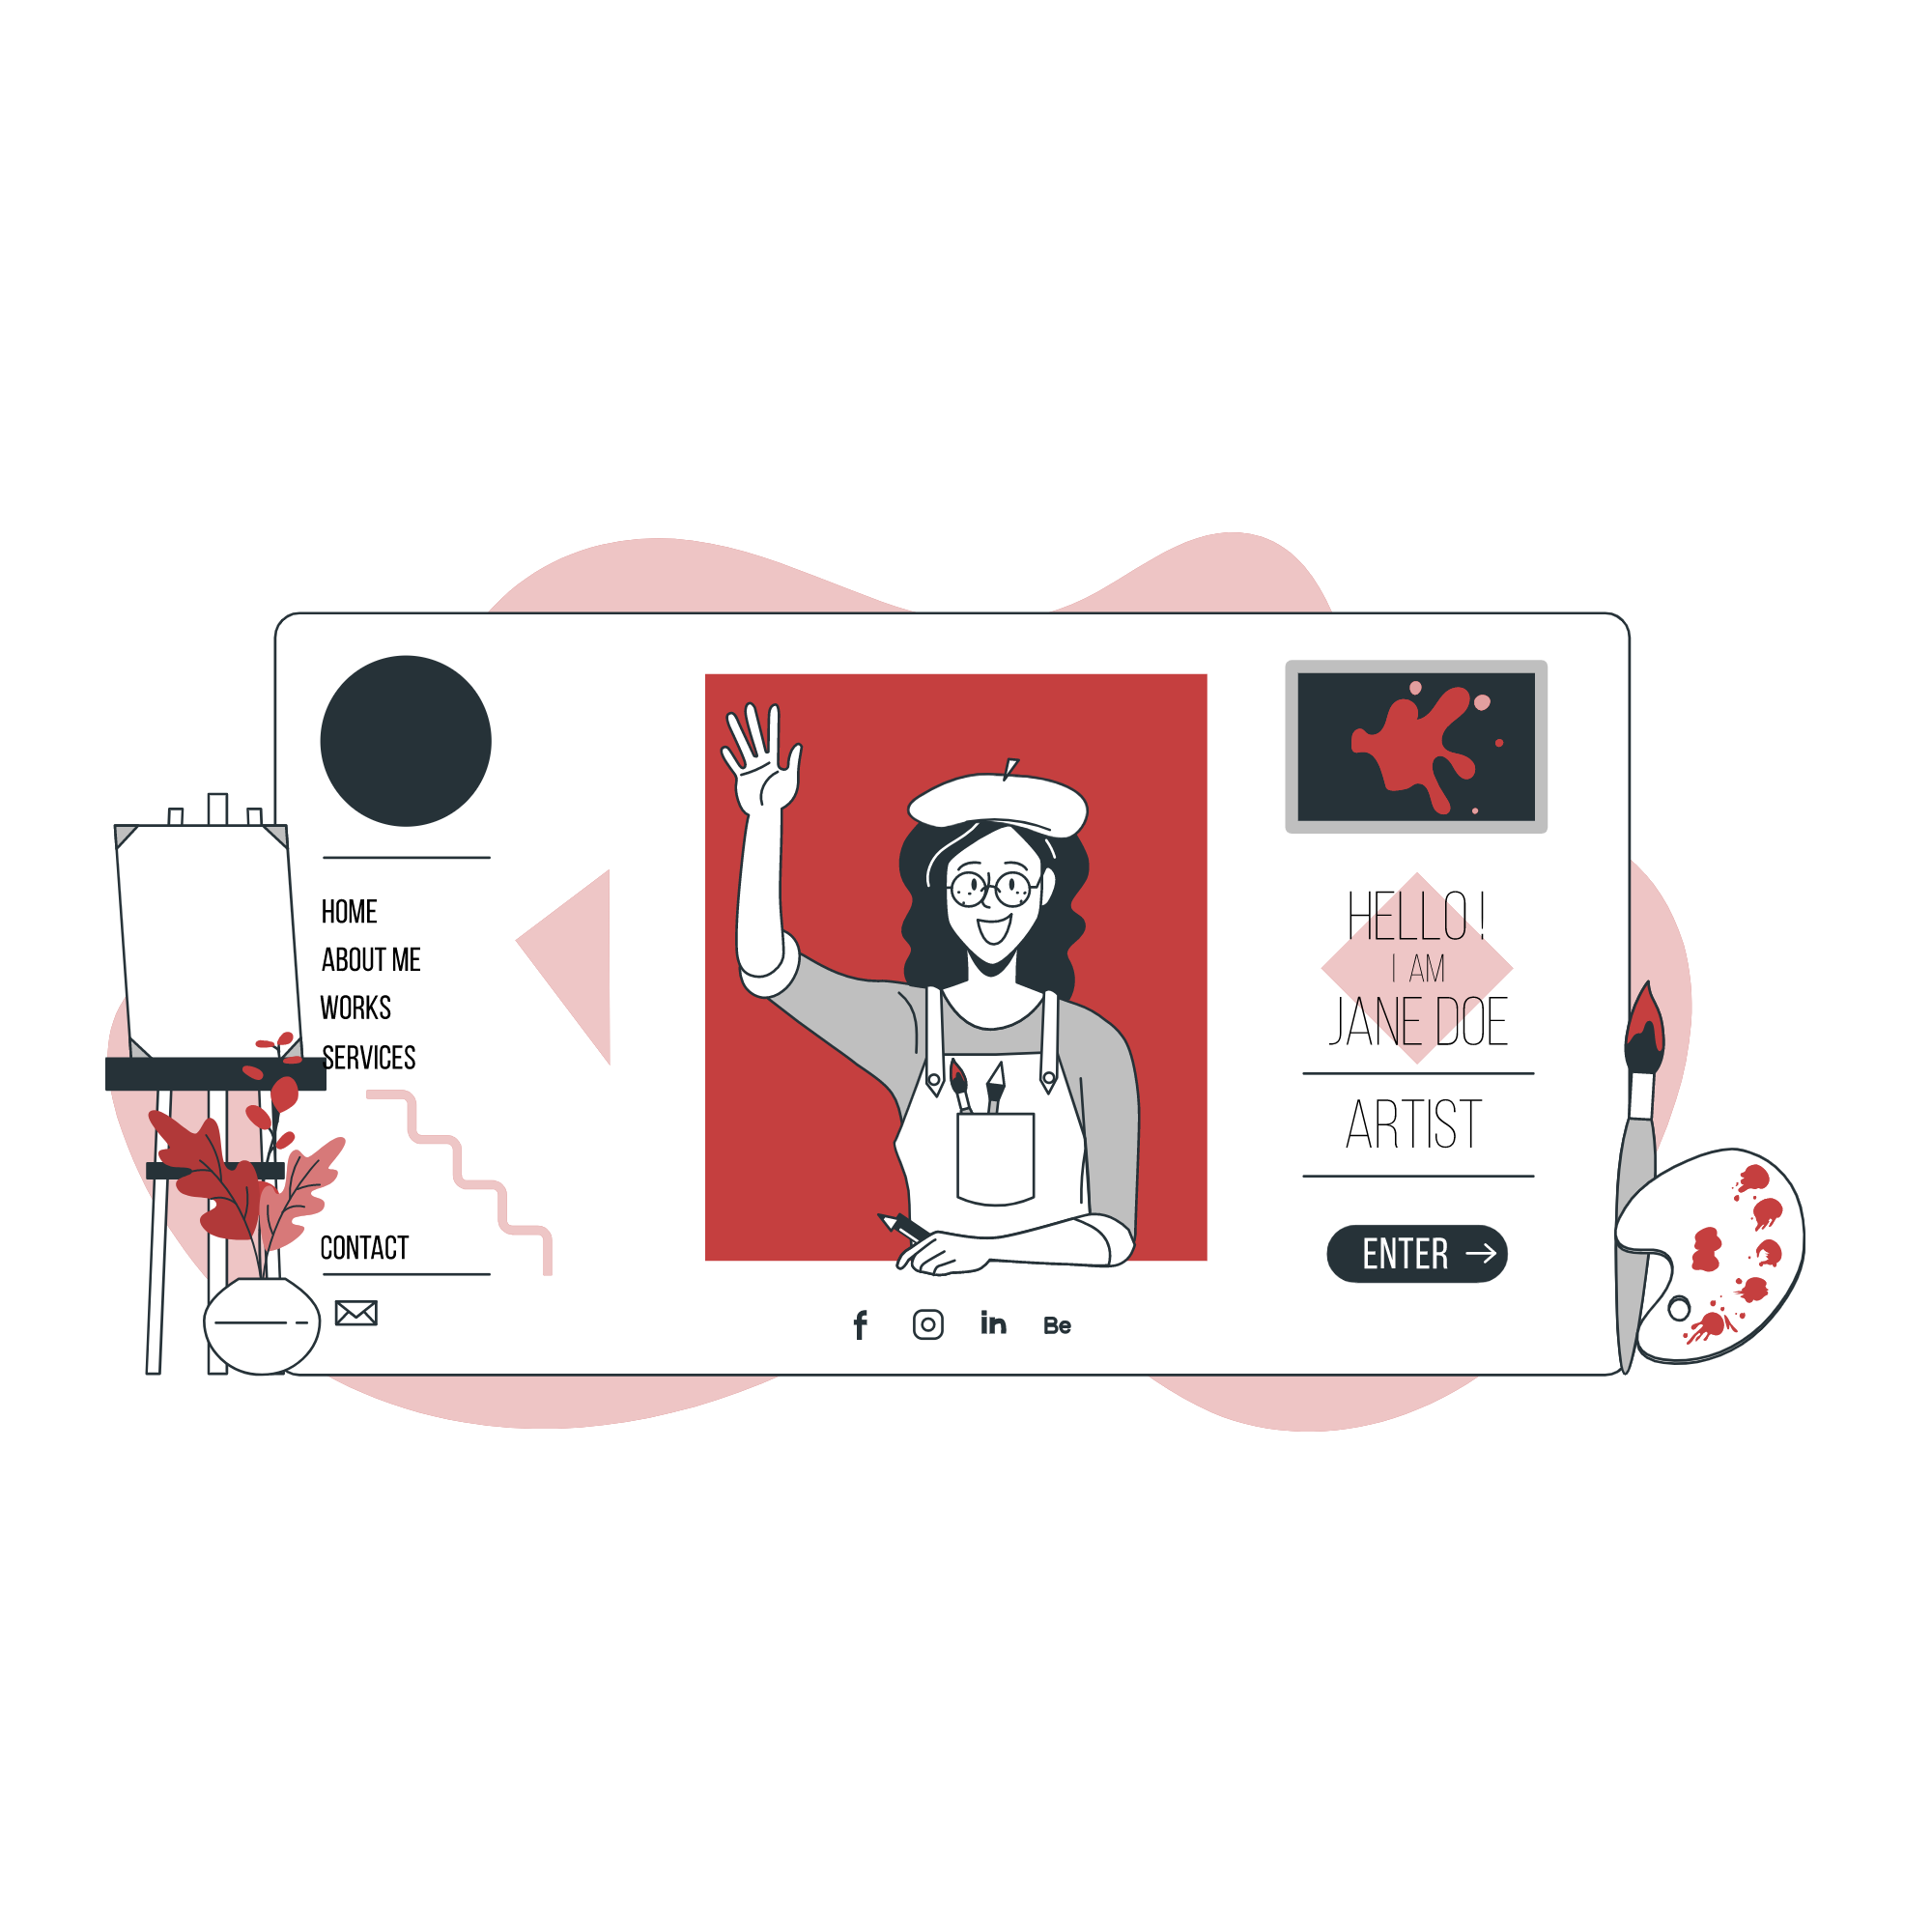 HOME
ABOUT ME
WORKS
SERVICES
CONTACT
HELLO !
I AM
JANE DOE
ARTIST
ENTER →
f
in
Be